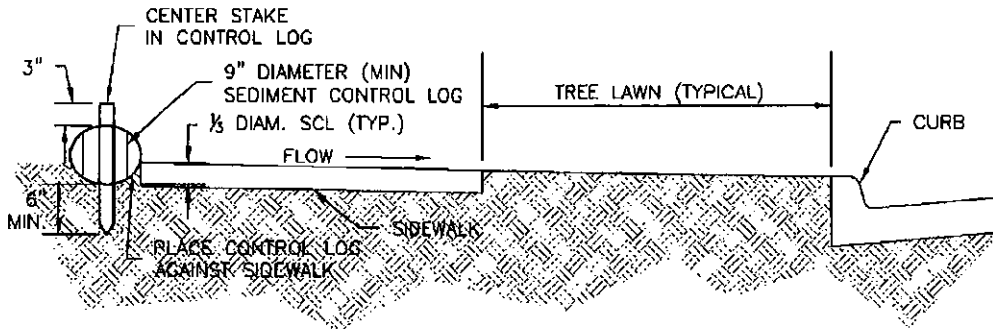 CENTER STAKE
IN CONTROL LOG
3"
9" DIAMETER (MIN)
SEDIMENT CONTROL LOG
⅓ DIAM. SCL (TYP.)
FLOW
TREE LAWN (TYPICAL)
CURB
6"
MIN
SIDEWALK
PLACE CONTROL LOG
AGAINST SIDEWALK